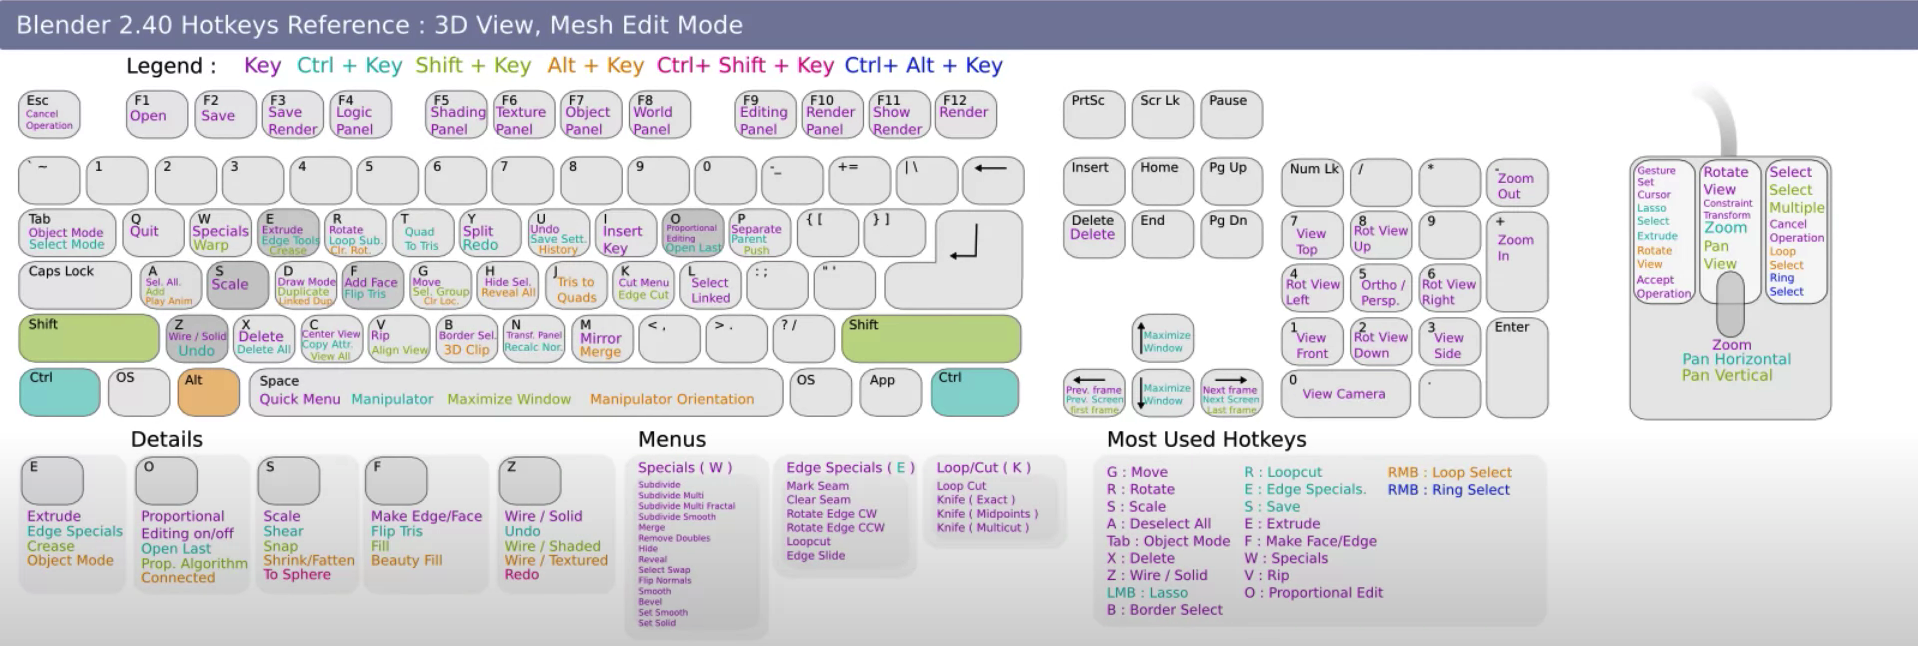 Blender 2.40 Hotkeys Reference : 3D View, Mesh Edit Mode
Legend : Key Ctrl + Key Shift + Key Alt + Key Ctrl+ Shift + Key Ctrl+ Alt + Key
Esc
Cancel
Operation
F1
Open
F2
Save
F3
Save
Render
F4
Logic
Panel
F5
Shading
Panel
F6
Texture
Panel
F7
Object
Panel
F8
World
Panel
F9
Editing
Panel
F10
Render
Panel
F11
Show
Render
F12
Render
PrtSc
Scr Lk
Pause
` ~
1
2
3
4
5
6
7
8
9
0
-_
+=
| \
Insert
Home
Pg Up
Num Lk
/
*
-
Zoom
Out
Tab
Object Mode
Select Mode
Q
Quit
W
Specials
Warp
E
Extrude
Edge Tools
Crease
R
Rotate
Loop Sub.
Clr. Rot.
T
Quad
To Tris
Y
Split
Redo
U
Undo
Save Sett.
History
I
Insert
Key
O
Proportional
Editing
Open Last
P
Separate
Parent
Push
{ [
} ]
Delete
Delete
End
Pg Dn
7
View
Top
8
Rot View
Up
9
+
Zoom
In
Caps Lock
A
Sel. All.
Add
Play Anim
S
Scale
D
Draw Mode
Duplicate
Linked Dup
F
Add Face
Flip Tris
G
Move
Sel. Group
Clr Loc.
H
Hide Sel.
Reveal All
J
Tris to
Quads
K
Cut Menu
Edge Cut
L
Select
Linked
: ;
" '
4
Rot View
Left
5
Ortho /
Persp.
6
Rot View
Right
Shift
Z
Wire / Solid
Undo
X
Delete
Delete All
C
Center View
Copy Attr.
View All
V
Rip
Align View
B
Border Sel.
3D Clip
N
Transf. Panel
Recalc Nor.
M
Mirror
Merge
< ,
> .
? /
Shift
Maximize
Window
1
View
Front
2
Rot View
Down
3
View
Side
Enter
Ctrl
OS
Alt
Space
Quick Menu Manipulator Maximize Window Manipulator Orientation
OS
App
Ctrl
Prev. frame
Prev. Screen
first frame
Maximize
Window
Next frame
Next Screen
Last frame
0
View Camera
.
Gesture
Set
Cursor
Lasso
Select
Extrude
Rotate
View
Accept
Operation
Rotate
View
Constraint
Transform
Zoom
Pan
View
Select
Select
Multiple
Cancel
Operation
Loop
Select
Ring
Select
Zoom
Pan Horizontal
Pan Vertical
Details
E
Extrude
Edge Specials
Crease
Object Mode
O
Proportional
Editing on/off
Open Last
Prop. Algorithm
Connected
S
Scale
Shear
Snap
Shrink/Fatten
To Sphere
F
Make Edge/Face
Flip Tris
Fill
Beauty Fill
Z
Wire / Solid
Undo
Wire / Shaded
Wire / Textured
Redo
Menus
Specials ( W )
Subdivide
Subdivide Multi
Subdivide Multi Fractal
Subdivide Smooth
Merge
Remove Doubles
Hide
Reveal
Select Swap
Flip Normals
Smooth
Bevel
Set Smooth
Set Solid
Edge Specials ( E )
Mark Seam
Clear Seam
Rotate Edge CW
Rotate Edge CCW
Loopcut
Edge Slide
Loop/Cut ( K )
Loop Cut
Knife ( Exact )
Knife ( Midpoints )
Knife ( Multicut )
Most Used Hotkeys
G : Move
R : Rotate
S : Scale
A : Deselect All
Tab : Object Mode
X : Delete
Z : Wire / Solid
LMB : Lasso
B : Border Select
R : Loopcut
E : Edge Specials.
S : Save
E : Extrude
F : Make Face/Edge
W : Specials
V : Rip
O : Proportional Edit
RMB : Loop Select
RMB : Ring Select